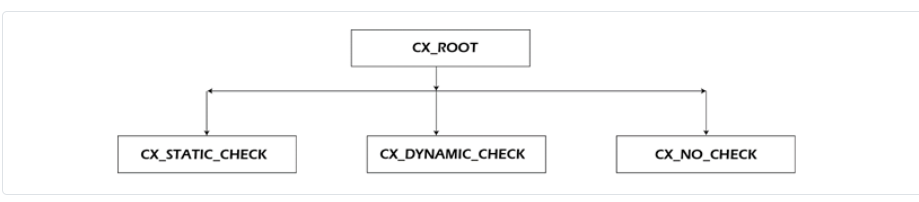 CX_ROOT
CX_STATIC_CHECK
CX_DYNAMIC_CHECK
CX_NO_CHECK